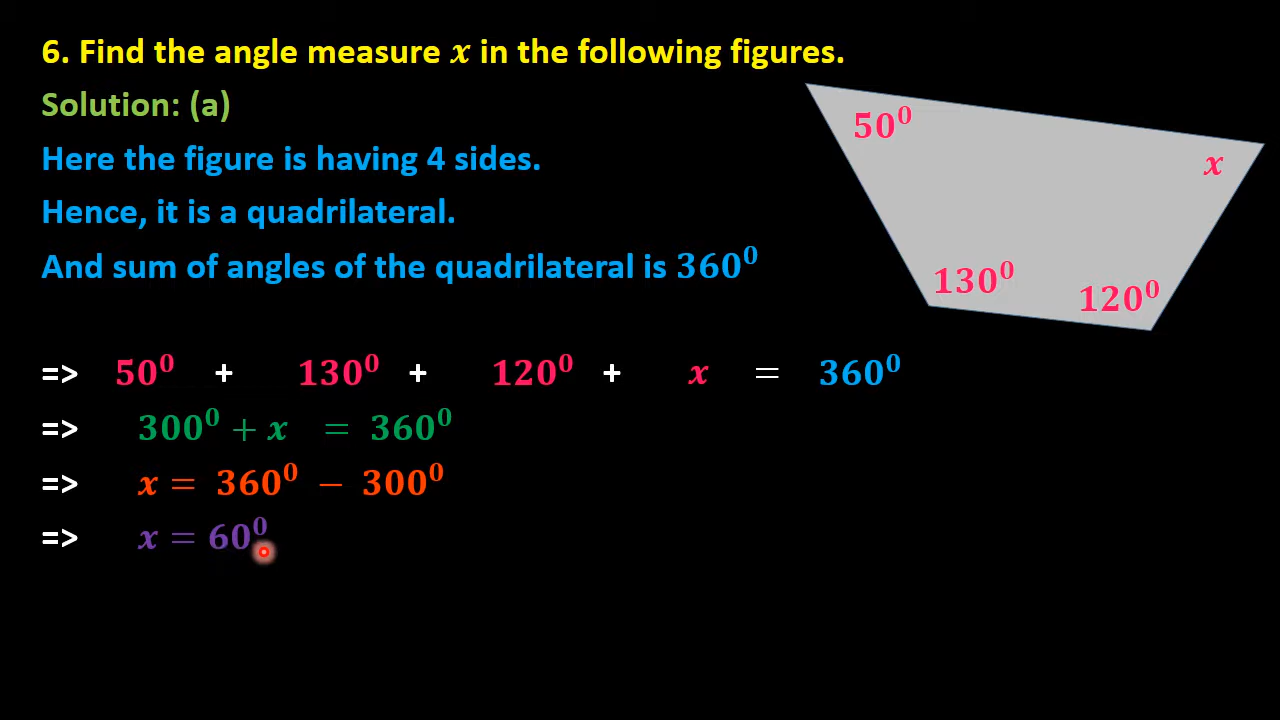 6. Find the angle measure 𝒙 in the following figures.
Solution: (a)
Here the figure is having 4 sides.
Hence, it is a quadrilateral.
And sum of angles of the quadrilateral is 360⁰
50⁰
x
130⁰
120⁰
=> 50⁰ + 130⁰ + 120⁰ + x = 360⁰
=> 300⁰ + x = 360⁰
=> x = 360⁰ − 300⁰
=> x = 60⁰